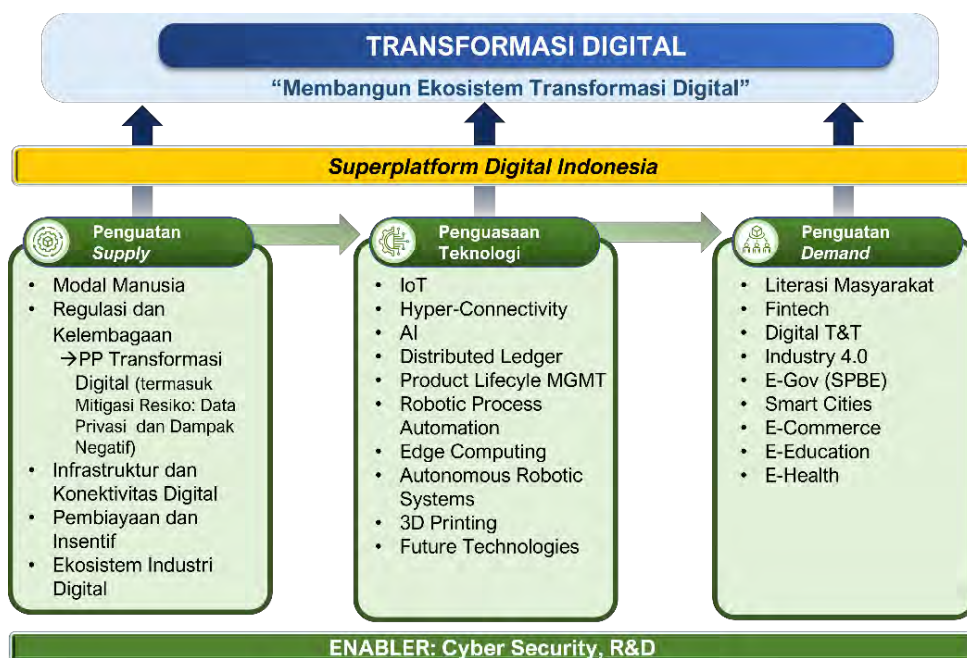 TRANSFORMASI DIGITAL
“Membangun Ekosistem Transformasi Digital”
Superplatform Digital Indonesia
Penguatan
Supply
• Modal Manusia
• Regulasi dan
Kelembagaan
→PP Transformasi
Digital (termasuk
Mitigasi Resiko: Data
Privasi dan Dampak
Negatif)
• Infrastruktur dan
Konektivitas Digital
• Pembiayaan dan
Insentif
• Ekosistem Industri
Digital
Penguasaan
Teknologi
• IoT
• Hyper-Connectivity
• AI
• Distributed Ledger
• Product Lifecyle MGMT
• Robotic Process
Automation
• Edge Computing
• Autonomous Robotic
Systems
• 3D Printing
• Future Technologies
Penguatan
Demand
• Literasi Masyarakat
• Fintech
• Digital T&T
• Industry 4.0
• E-Gov (SPBE)
• Smart Cities
• E-Commerce
• E-Education
• E-Health
ENABLER: Cyber Security, R&D